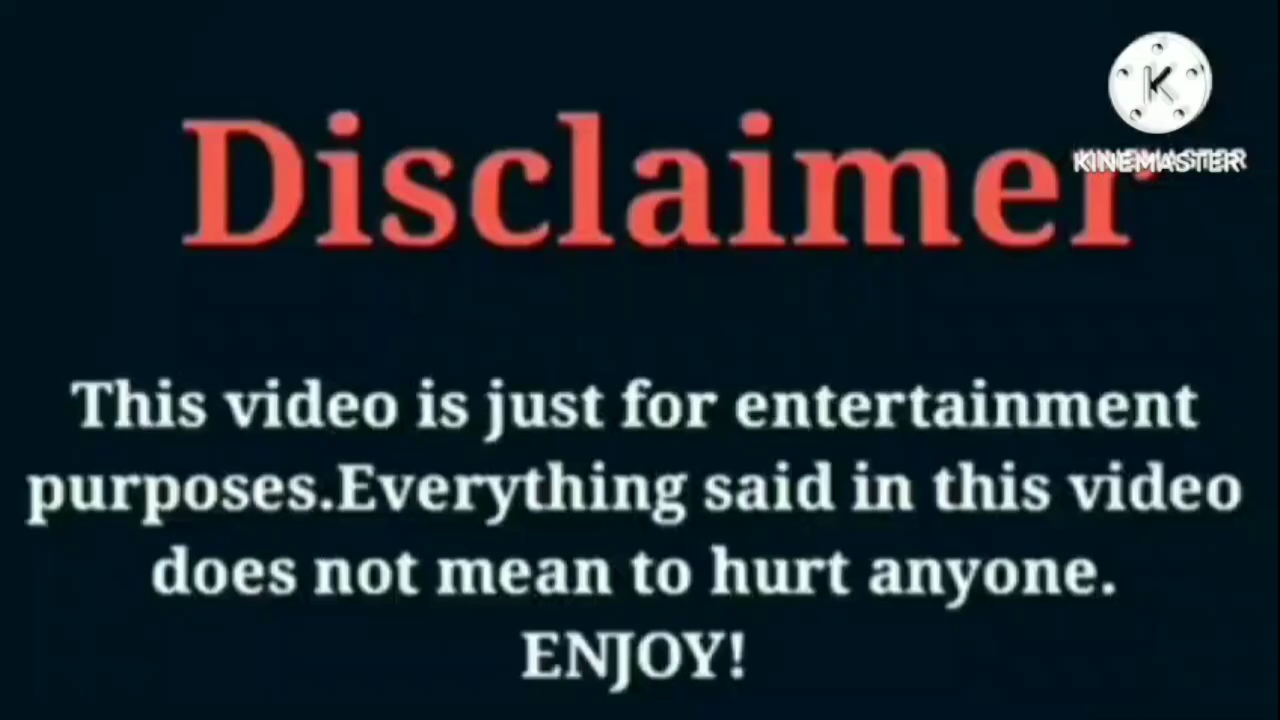 K
KINEMASTER
Disclaimer
This video is just for entertainment
purposes.Everything said in this video
does not mean to hurt anyone.
ENJOY!